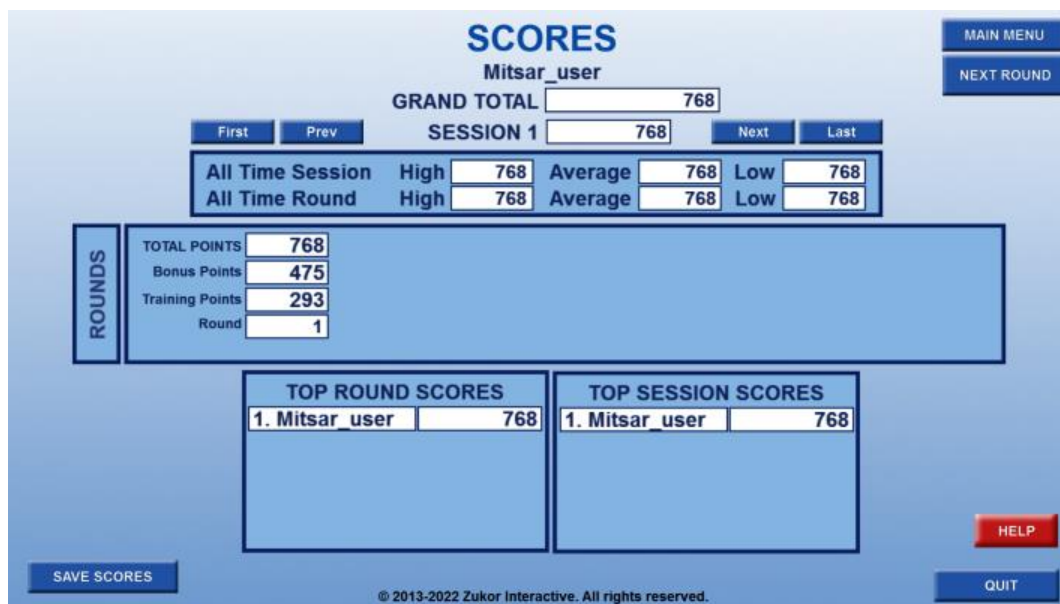 SCORES
MAIN MENU
Mitsar_user
NEXT ROUND
GRAND TOTAL 768
First Prev SESSION 1 768 Next Last
All Time Session High 768 Average 768 Low 768
All Time Round High 768 Average 768 Low 768
ROUNDS
TOTAL POINTS 768
Bonus Points 475
Training Points 293
Round 1
TOP ROUND SCORES
1. Mitsar_user 768
TOP SESSION SCORES
1. Mitsar_user 768
HELP
SAVE SCORES
QUIT
© 2013-2022 Zukor Interactive. All rights reserved.